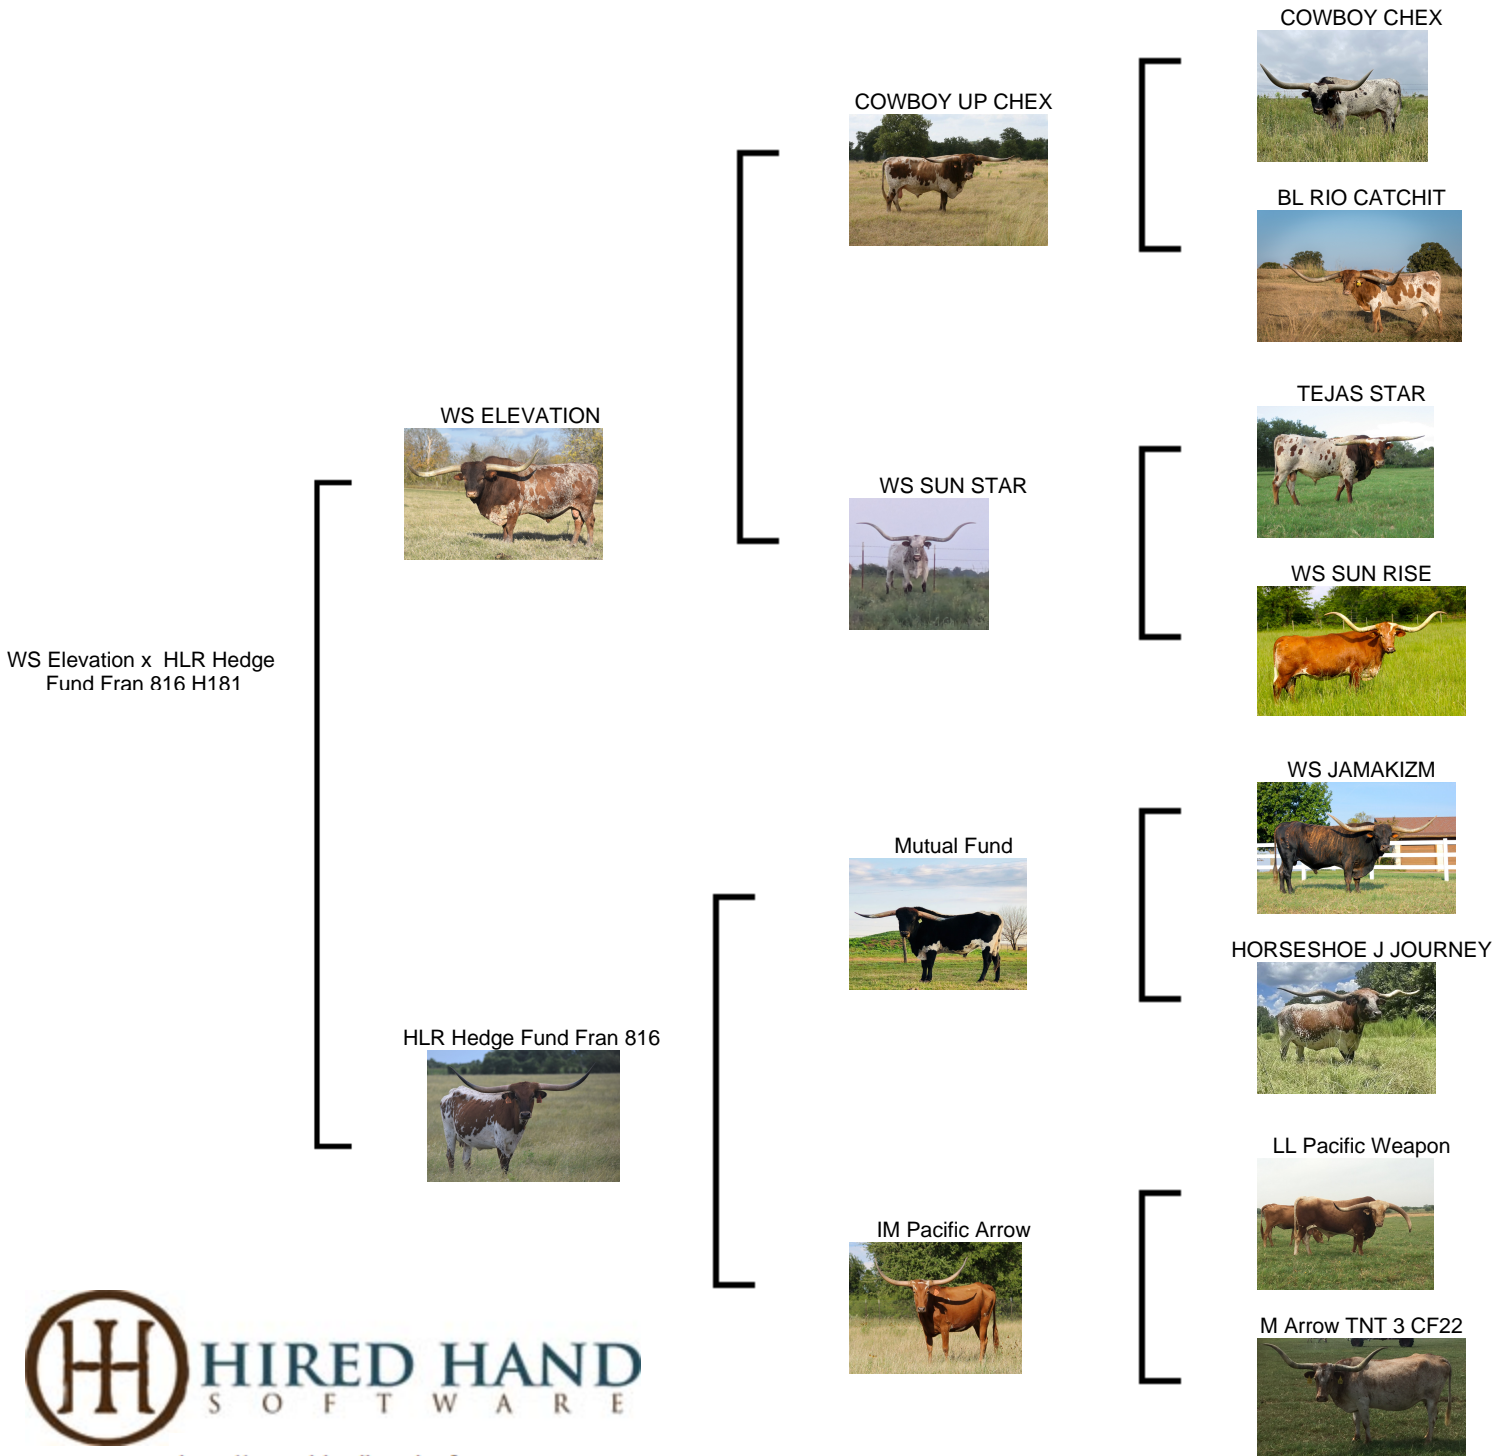 COWBOY CHEX
COWBOY UP CHEX
BL RIO CATCHIT
TEJAS STAR
WS ELEVATION
WS SUN STAR
WS SUN RISE
WS Elevation x HLR Hedge
Fund Fran 816 H181
WS JAMAKIZM
Mutual Fund
HORSESHOE J JOURNEY
HLR Hedge Fund Fran 816
LL Pacific Weapon
IM Pacific Arrow
M Arrow TNT 3 CF22
HIRED HAND
SOFTWARE